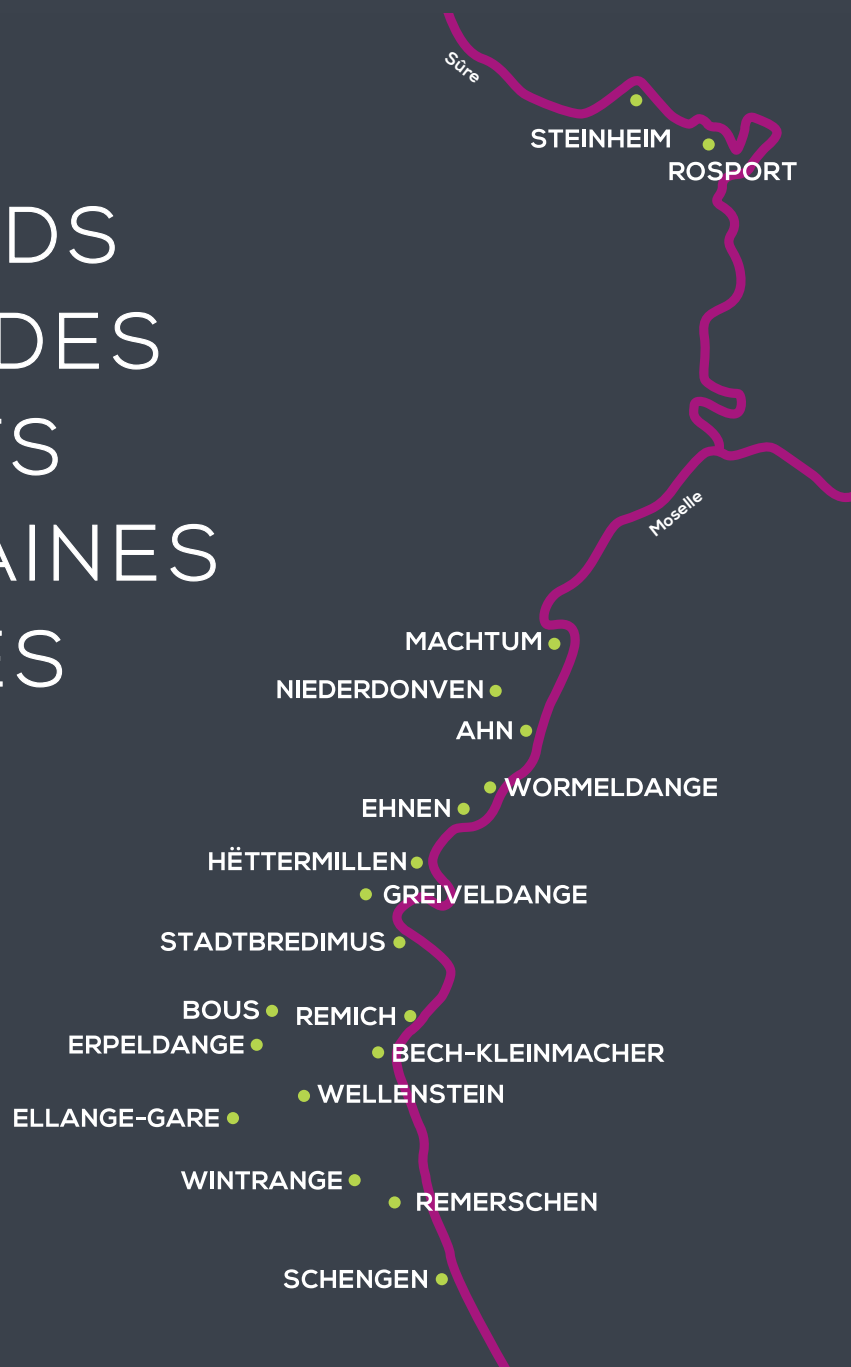 Sûre
STEINHEIM
ROSPORT
DS
DES
TS
AINES
ES
Moselle
MACHTUM
NIEDERDONVEN
AHN
WORMELDANGE
EHNEN
HËTTERMILLEN
GREIVELDANGE
STADTBREDIMUS
BOUS
REMICH
ERPELDANGE
BECH-KLEINMACHER
WELLENSTEIN
ELLANGE-GARE
WINTRANGE
REMERSCHEN
SCHENGEN